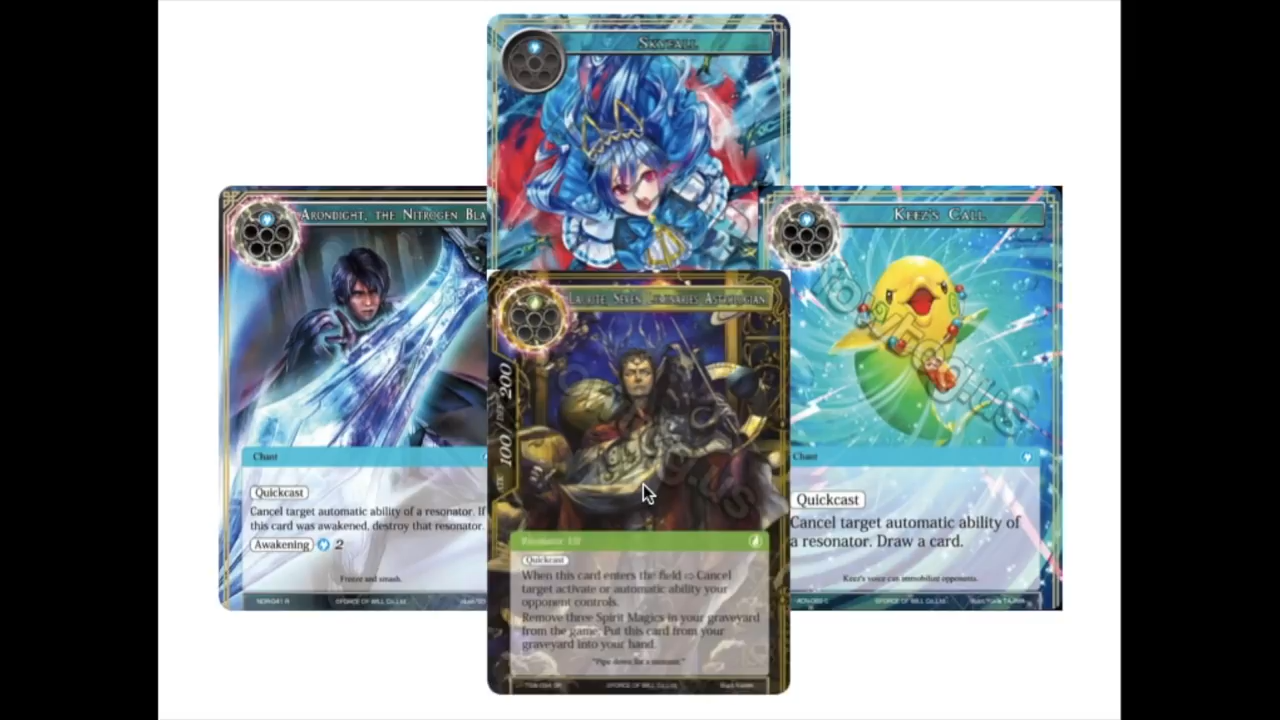 SKYFALL
ARONDIGHT, THE NITROGEN BLA
KEEZ'S CALL
SEVEN LUMINARIES ASTROLOGIAN
100 / 200
Chant
Quickcast
Cancel target automatic ability of a resonator. If
this card was awakened, destroy that resonator.
Awakening 2
Freeze and smash.
Resonator: Elf
Quickcast
When this card enters the field ⇨ Cancel
target activate or automatic ability your
opponent controls.
Remove three Spirit Magics in your graveyard
from the game: Put this card from your
graveyard into your hand.
"Pipe down for a moment."
Chant
Quickcast
Cancel target automatic ability of
a resonator. Draw a card.
Keez's voice can immobilize opponents.
©FORCE OF WILL Co.,Ltd.
©FORCE OF WILL Co.,Ltd.
©FORCE OF WILL Co.,Ltd.